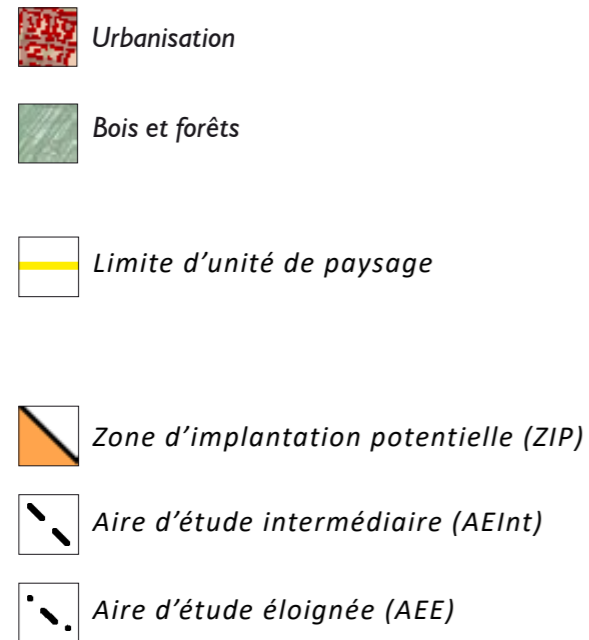 Urbanisation
Bois et forêts
Limite d’unité de paysage
Zone d’implantation potentielle (ZIP)
Aire d’étude intermédiaire (AEInt)
Aire d’étude éloignée (AEE)